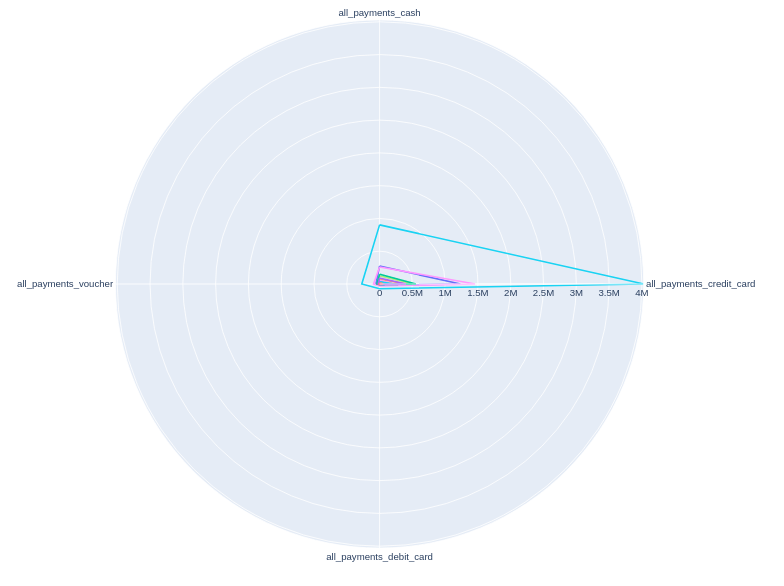 all_payments_cash
all_payments_voucher
all_payments_credit_card
0 0.5M 1M 1.5M 2M 2.5M 3M 3.5M 4M
all_payments_debit_card